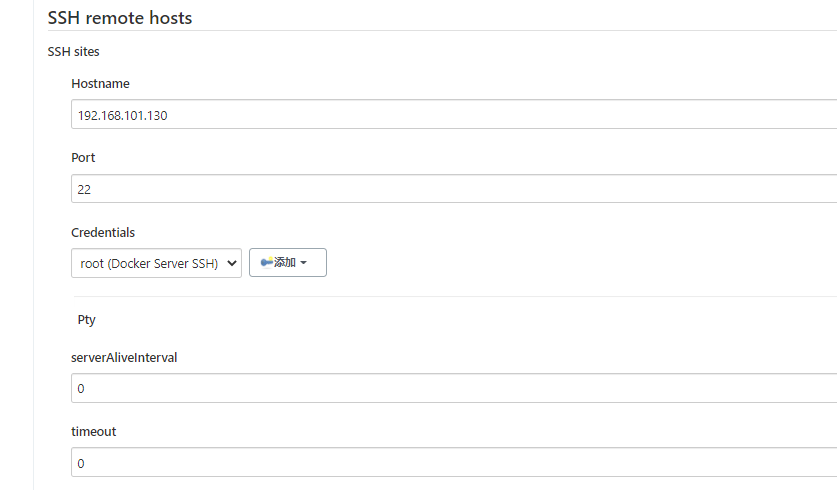 SSH remote hosts
SSH sites
Hostname
192.168.101.130
Port
22
Credentials
root (Docker Server SSH)
添加
Pty
serverAliveInterval
0
timeout
0